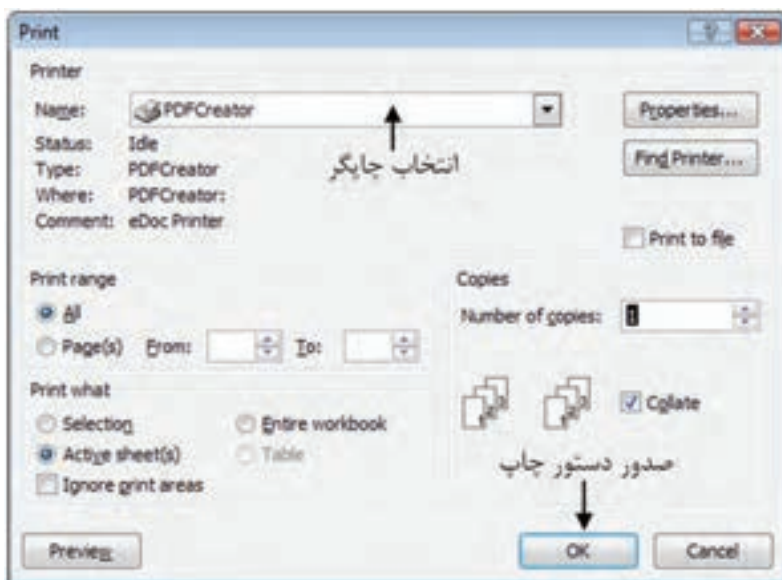 Print
Printer
Name: PDFCreator Properties...
انتخاب چاپگر
Status: Idle
Type: PDFCreator Find Printer...
Where: PDFCreator:
Comment: eDoc Printer
Print to file
Print range
All
Page(s) From: To:
Copies
Number of copies: 1
Collate
Print what
Selection Entire workbook
Active sheet(s) Table
Ignore print areas
صدور دستور چاپ
Preview OK Cancel